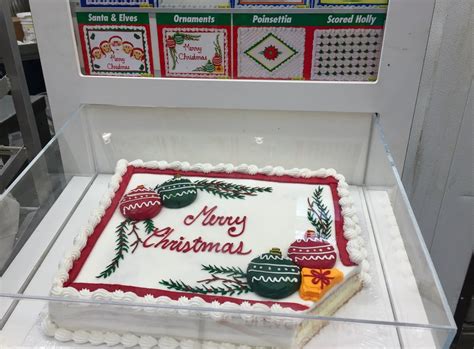 Santa & Elves
Ornaments
Poinsettia
Scored Holly
Merry
Christmas
Merry
Christmas
Merry
Christmas